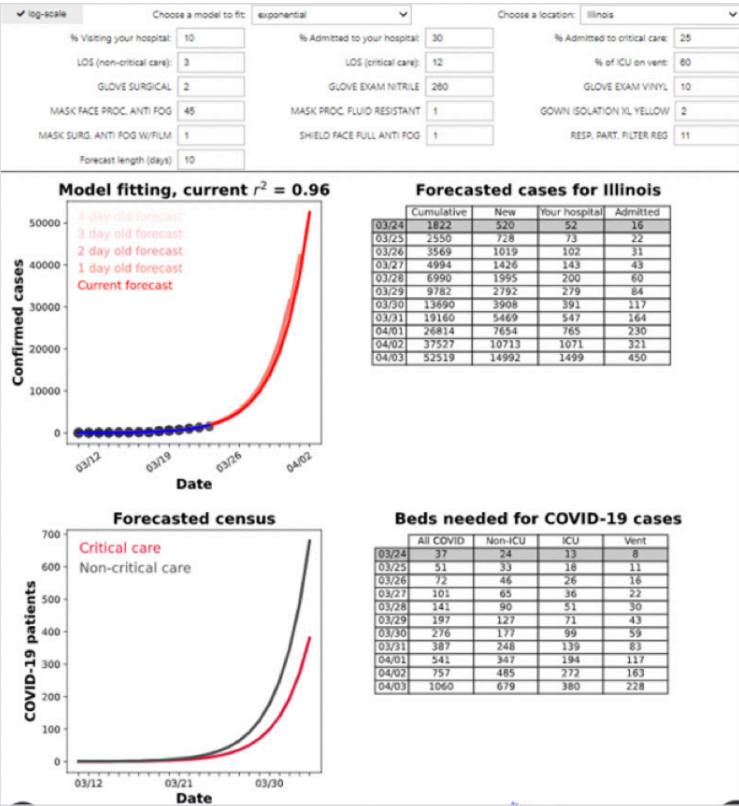 ✔ log-scale Choose a model to fit: exponential Choose a location: Illinois
% Visiting your hospital: 10 % Admitted to your hospital: 30 % Admitted to critical care: 25
LOS (non-critical care): 3 LOS (critical care): 12 % of ICU on vent: 60
GLOVE SURGICAL 2 GLOVE EXAM NITRILE 260 GLOVE EXAM VINYL 10
MASK FACE PROC. ANTI FOG 45 MASK PROC. FLUID RESISTANT 1 GOWN ISOLATION XL YELLOW 2
MASK SURG. ANTI FOG W/FILM 1 SHIELD FACE FULL ANTI FOG 1 RESP. PART. FILTER REG 11
Forecast length (days) 10
Model fitting, current r² = 0.96
4 day old forecast
3 day old forecast
2 day old forecast
1 day old forecast
Current forecast
Confirmed cases
50000
40000
30000
20000
10000
0
03/12 03/19 03/26 04/02
Date
Forecasted cases for Illinois
Cumulative New Your hospital Admitted
03/24 1822 520 52 16
03/25 2550 728 73 22
03/26 3569 1019 102 31
03/27 4994 1426 143 43
03/28 6990 1995 200 60
03/29 9782 2792 279 84
03/30 13690 3908 391 117
03/31 19160 5469 547 164
04/01 26814 7654 765 230
04/02 37527 10713 1071 321
04/03 52519 14992 1499 450
Forecasted census
Critical care
Non-critical care
COVID-19 patients
700
600
500
400
300
200
100
0
03/12 03/21 03/30
Date
Beds needed for COVID-19 cases
All COVID Non-ICU ICU Vent
03/24 37 24 13 8
03/25 51 33 18 11
03/26 72 46 26 16
03/27 101 65 36 22
03/28 141 90 51 30
03/29 197 127 71 43
03/30 276 177 99 59
03/31 387 248 139 83
04/01 541 347 194 117
04/02 757 485 272 163
04/03 1060 679 380 228